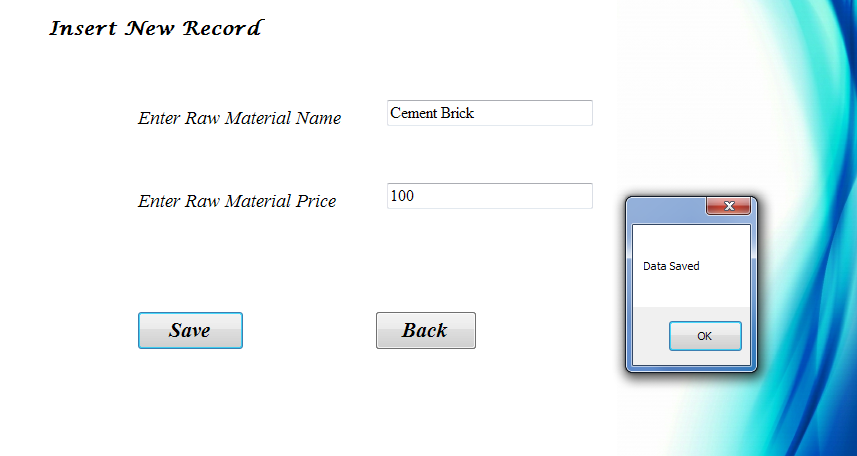 Insert New Record
Enter Raw Material Name
Cement Brick
Enter Raw Material Price
100
Data Saved
OK
Save
Back